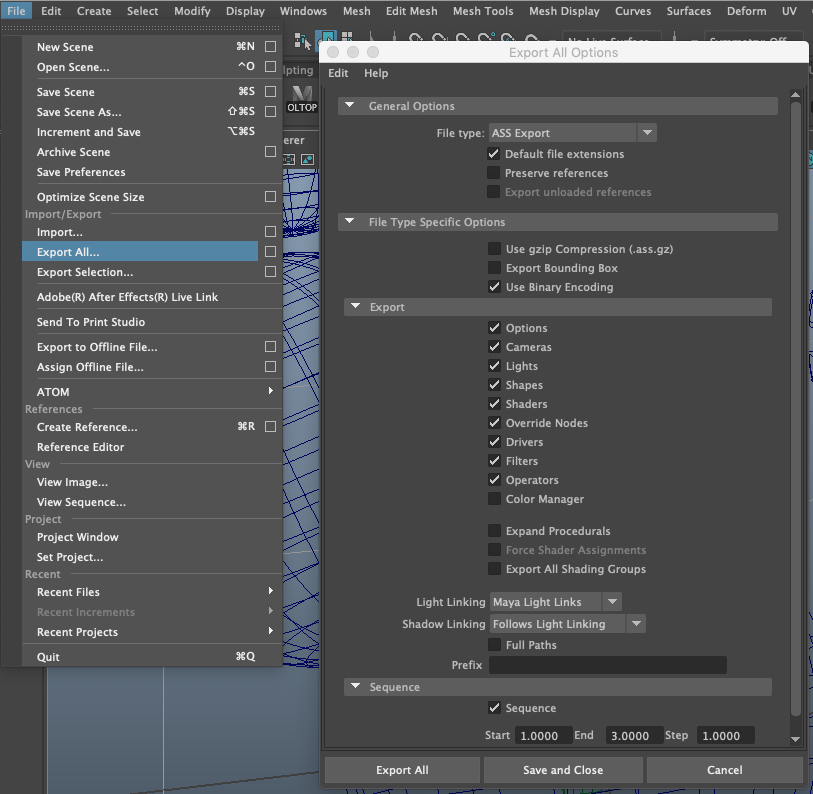 File Edit Create Select Modify Display Windows Mesh Edit Mesh Mesh Tools Mesh Display Curves Surfaces Deform UV
New Scene ⌘N
Open Scene... ^O
Save Scene ⌘S
Save Scene As... ⇧⌘S
Increment and Save ⌥⌘S
Archive Scene
Save Preferences
Optimize Scene Size
Import/Export
Import...
Export All...
Export Selection...
Adobe(R) After Effects(R) Live Link
Send To Print Studio
Export to Offline File...
Assign Offline File...
ATOM
References
Create Reference... ⌘R
Reference Editor
View
View Image...
View Sequence...
Project
Project Window
Set Project...
Recent
Recent Files
Recent Increments
Recent Projects
Quit ⌘Q
OLTOP
Export All Options
Edit Help
General Options
File type: ASS Export
Default file extensions
Preserve references
Export unloaded references
File Type Specific Options
Use gzip Compression (.ass.gz)
Export Bounding Box
Use Binary Encoding
Export
Options
Cameras
Lights
Shapes
Shaders
Override Nodes
Drivers
Filters
Operators
Color Manager
Expand Procedurals
Force Shader Assignments
Export All Shading Groups
Light Linking Maya Light Links
Shadow Linking Follows Light Linking
Full Paths
Prefix
Sequence
Sequence
Start 1.0000 End 3.0000 Step 1.0000
Export All Save and Close Cancel